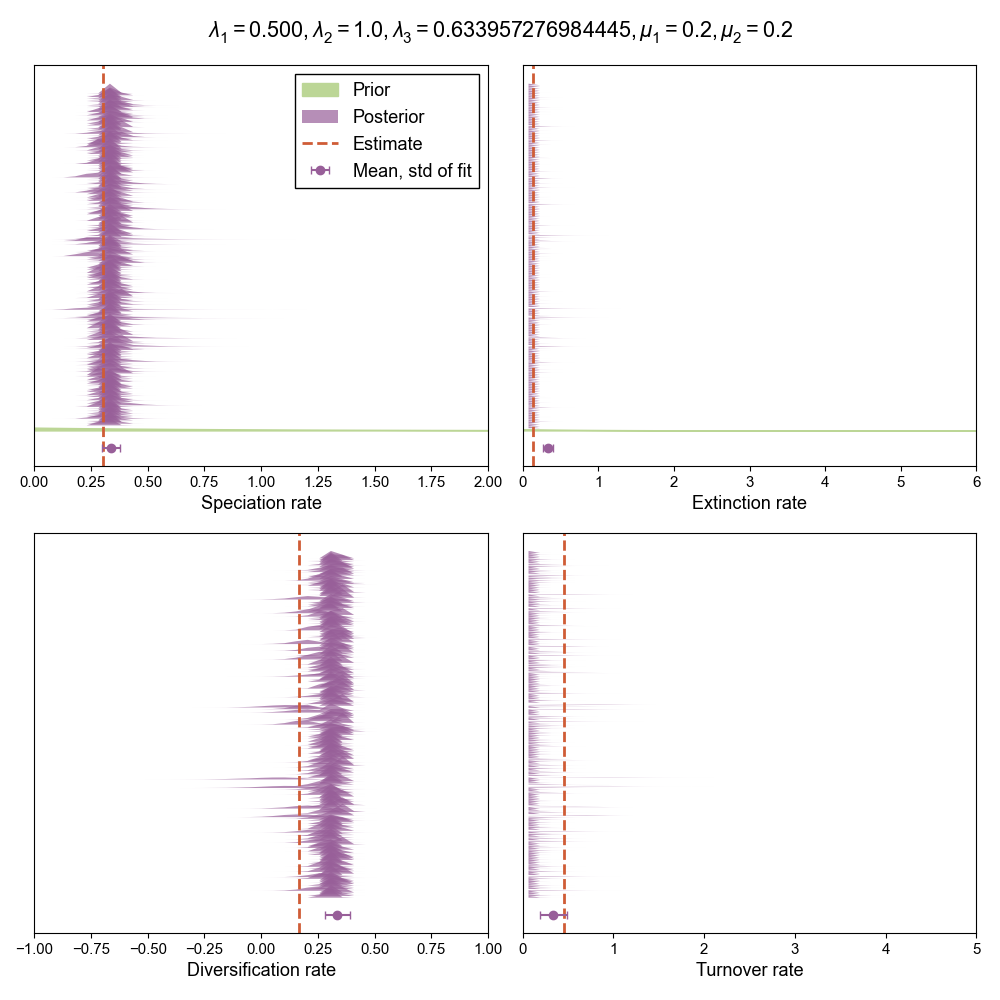 λ₁ = 0.500, λ₂ = 1.0, λ₃ = 0.633957276984445, μ₁ = 0.2, μ₂ = 0.2
Prior
Posterior
Estimate
Mean, std of fit
0.00 0.25 0.50 0.75 1.00 1.25 1.50 1.75 2.00
Speciation rate
0 1 2 3 4 5 6
Extinction rate
−1.00 −0.75 −0.50 −0.25 0.00 0.25 0.50 0.75 1.00
Diversification rate
0 1 2 3 4 5
Turnover rate